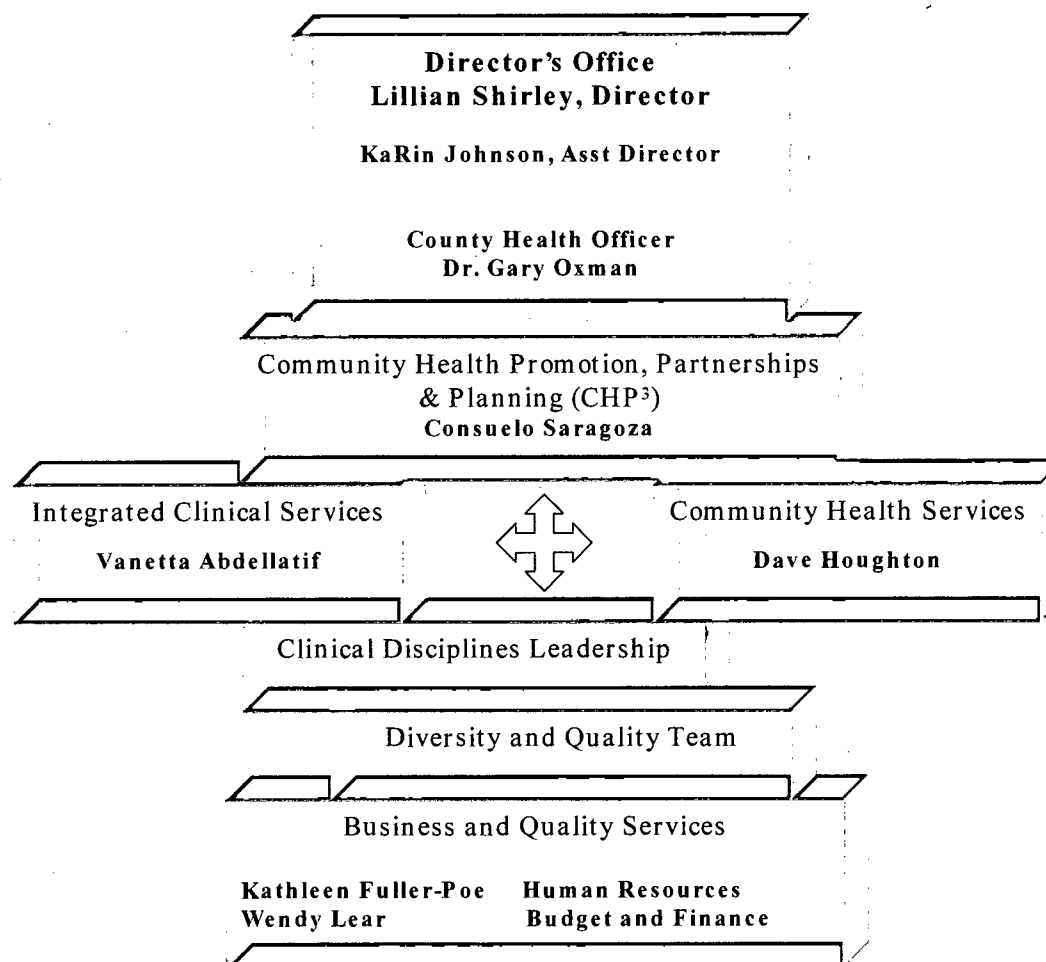 Director's Office
Lillian Shirley, Director
KaRin Johnson, Asst Director
County Health Officer
Dr. Gary Oxman
Community Health Promotion, Partnerships
& Planning (CHP³)
Consuelo Saragoza
Integrated Clinical Services
Vanetta Abdellatif
Community Health Services
Dave Houghton
Clinical Disciplines Leadership
Diversity and Quality Team
Business and Quality Services
Kathleen Fuller-Poe Human Resources
Wendy Lear Budget and Finance